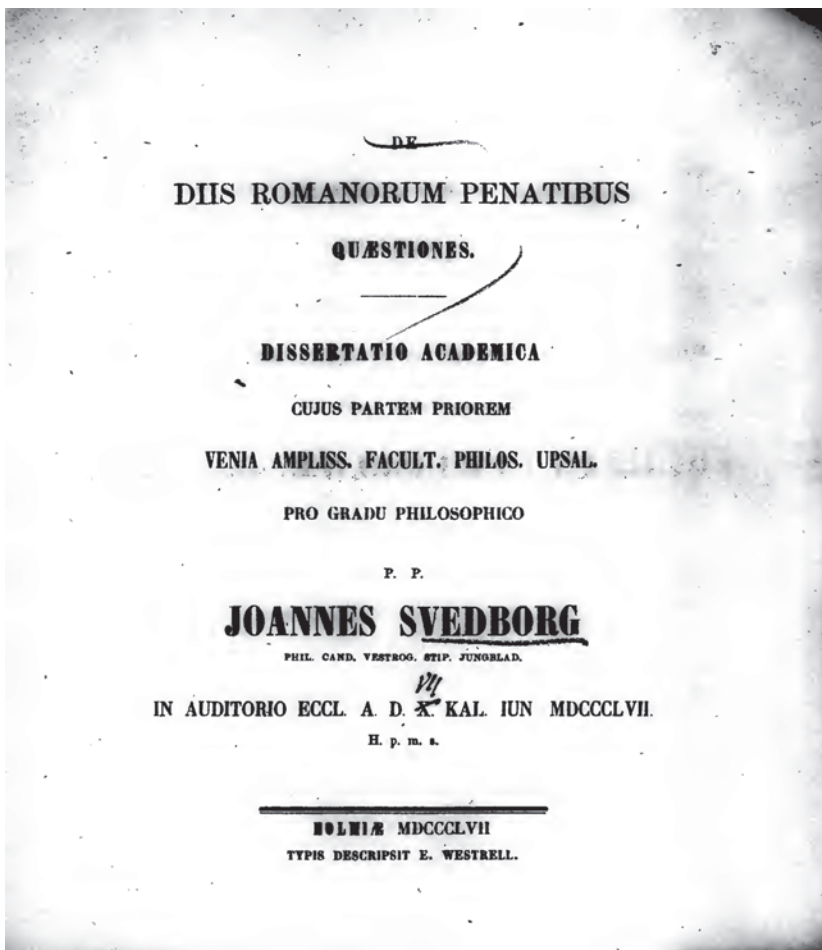 DE
DIIS ROMANORUM PENATIBUS
QUÆSTIONES.
DISSERTATIO ACADEMICA
CUJUS PARTEM PRIOREM
VENIA AMPLISS. FACULT. PHILOS. UPSAL.
PRO GRADU PHILOSOPHICO
P. P.
JOANNES SVEDBORG
PHIL. CAND. VESTROG. STIP. JUNGBLAD.
VII
IN AUDITORIO ECCL. A. D. X. KAL. IUN MDCCCLVII.
H. p. m. s.
HOLMIÆ MDCCCLVII
TYPIS DESCRIPSIT E. WESTRELL.